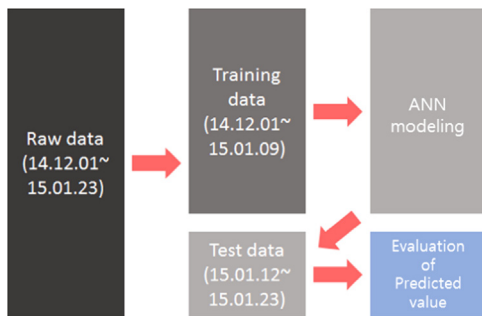 Raw data
(14.12.01~
15.01.23)
Training
data
(14.12.01~
15.01.09)
ANN
modeling
Test data
(15.01.12~
15.01.23)
Evaluation
of
Predicted
value